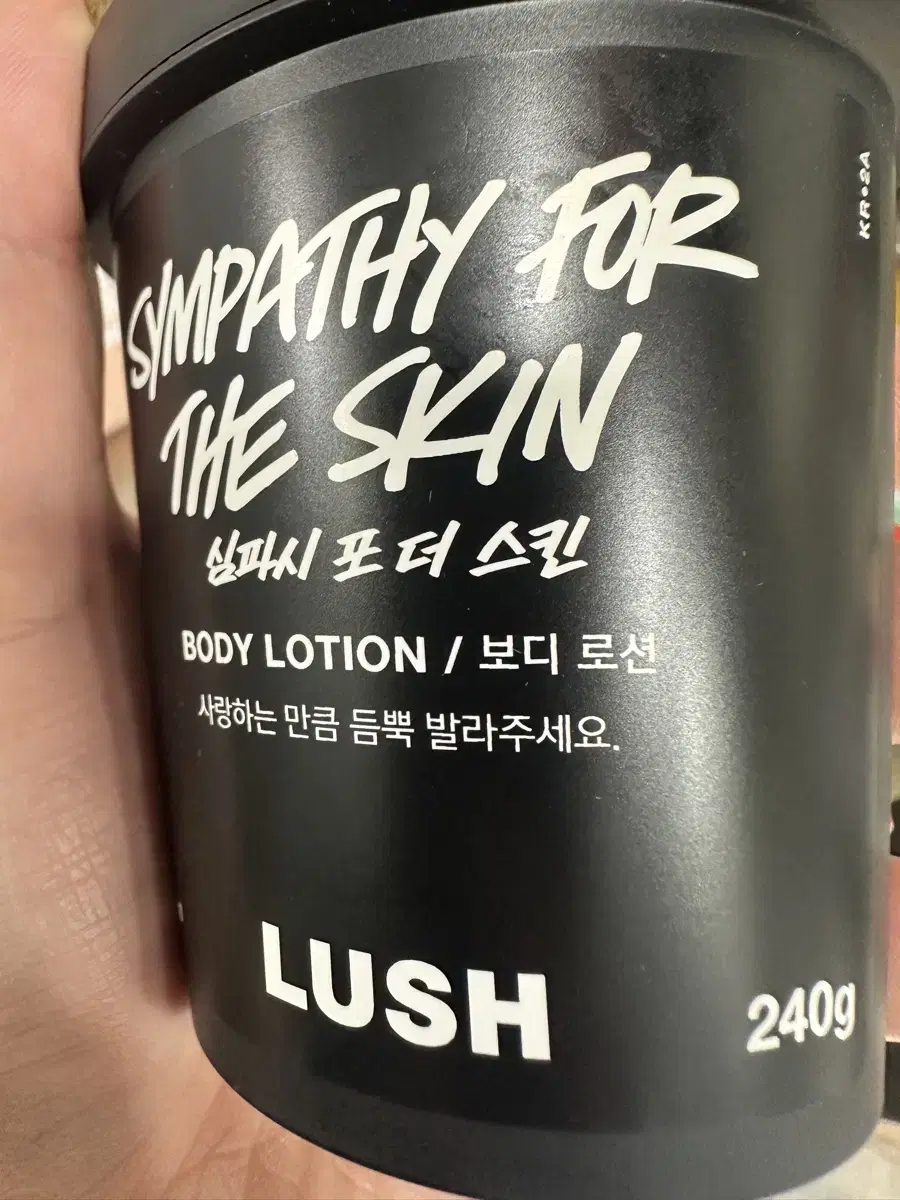 SYMPATHY FOR
THE SKIN
심파시 포 더 스킨
BODY LOTION / 보디 로션
사랑하는 만큼 듬뿍 발라주세요.
LUSH
240g
KR•2A